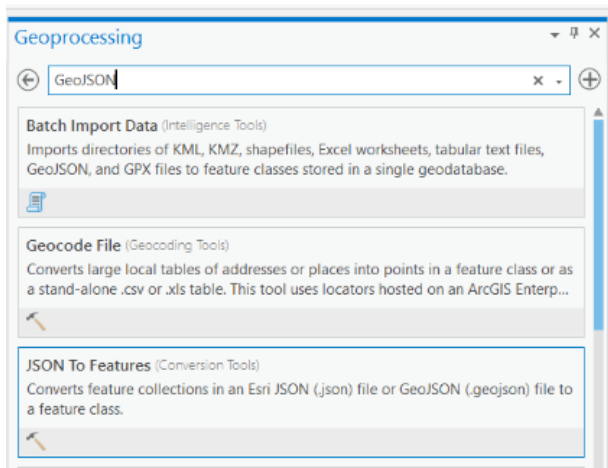 Geoprocessing
GeoJSON
Batch Import Data (Intelligence Tools)
Imports directories of KML, KMZ, shapefiles, Excel worksheets, tabular text files,
GeoJSON, and GPX files to feature classes stored in a single geodatabase.
Geocode File (Geocoding Tools)
Converts large local tables of addresses or places into points in a feature class or as
a stand-alone .csv or .xls table. This tool uses locators hosted on an ArcGIS Enterp...
JSON To Features (Conversion Tools)
Converts feature collections in an Esri JSON (.json) file or GeoJSON (.geojson) file to
a feature class.